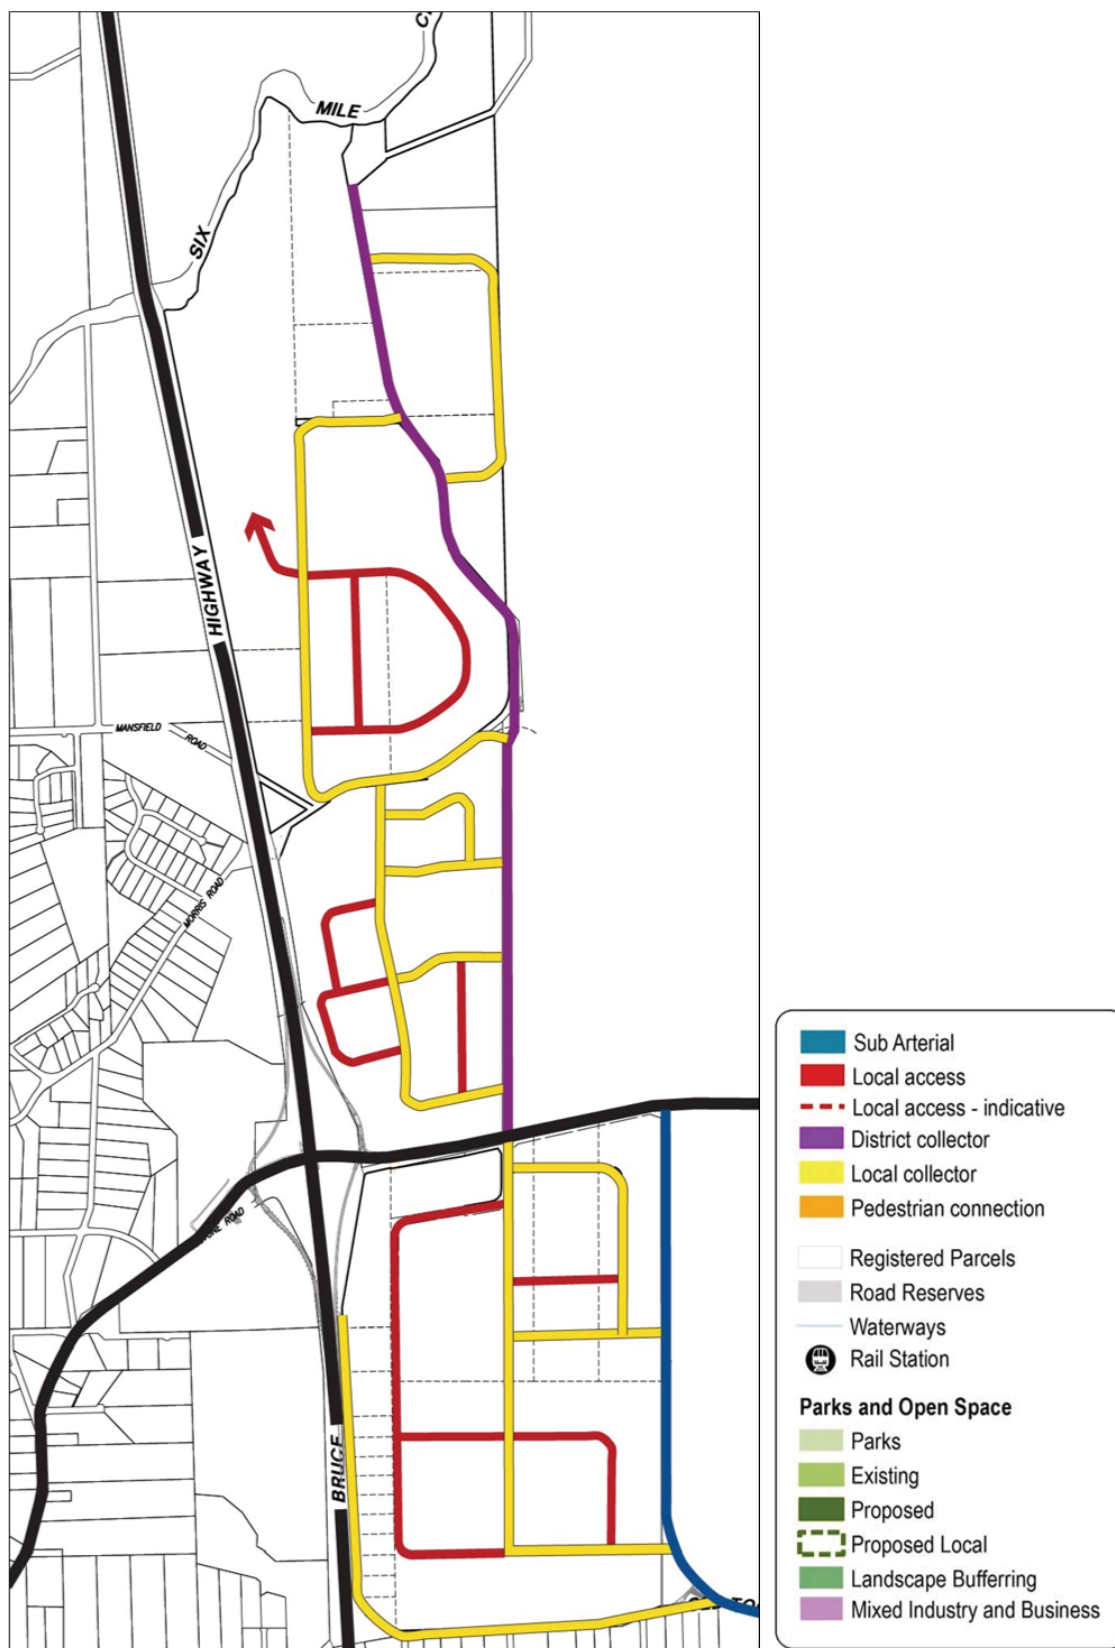 MILE
SIX
HIGHWAY
MANSFIELD
ROAD
MORRIS ROAD
ROAD
BRUCE
Sub Arterial
Local access
Local access - indicative
District collector
Local collector
Pedestrian connection
Registered Parcels
Road Reserves
Waterways
Rail Station
Parks and Open Space
Parks
Existing
Proposed
Proposed Local
Landscape Bufferring
Mixed Industry and Business